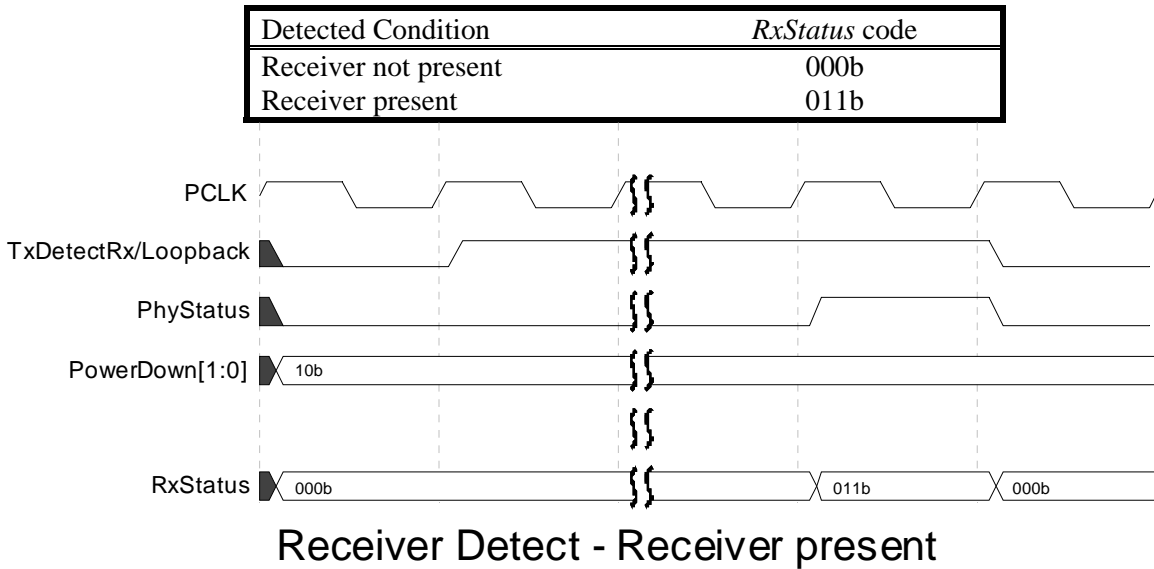 Detected Condition RxStatus code
Receiver not present 000b
Receiver present 011b
PCLK
TxDetectRx/Loopback
PhyStatus
PowerDown[1:0] 10b
RxStatus 000b 011b 000b
Receiver Detect - Receiver present